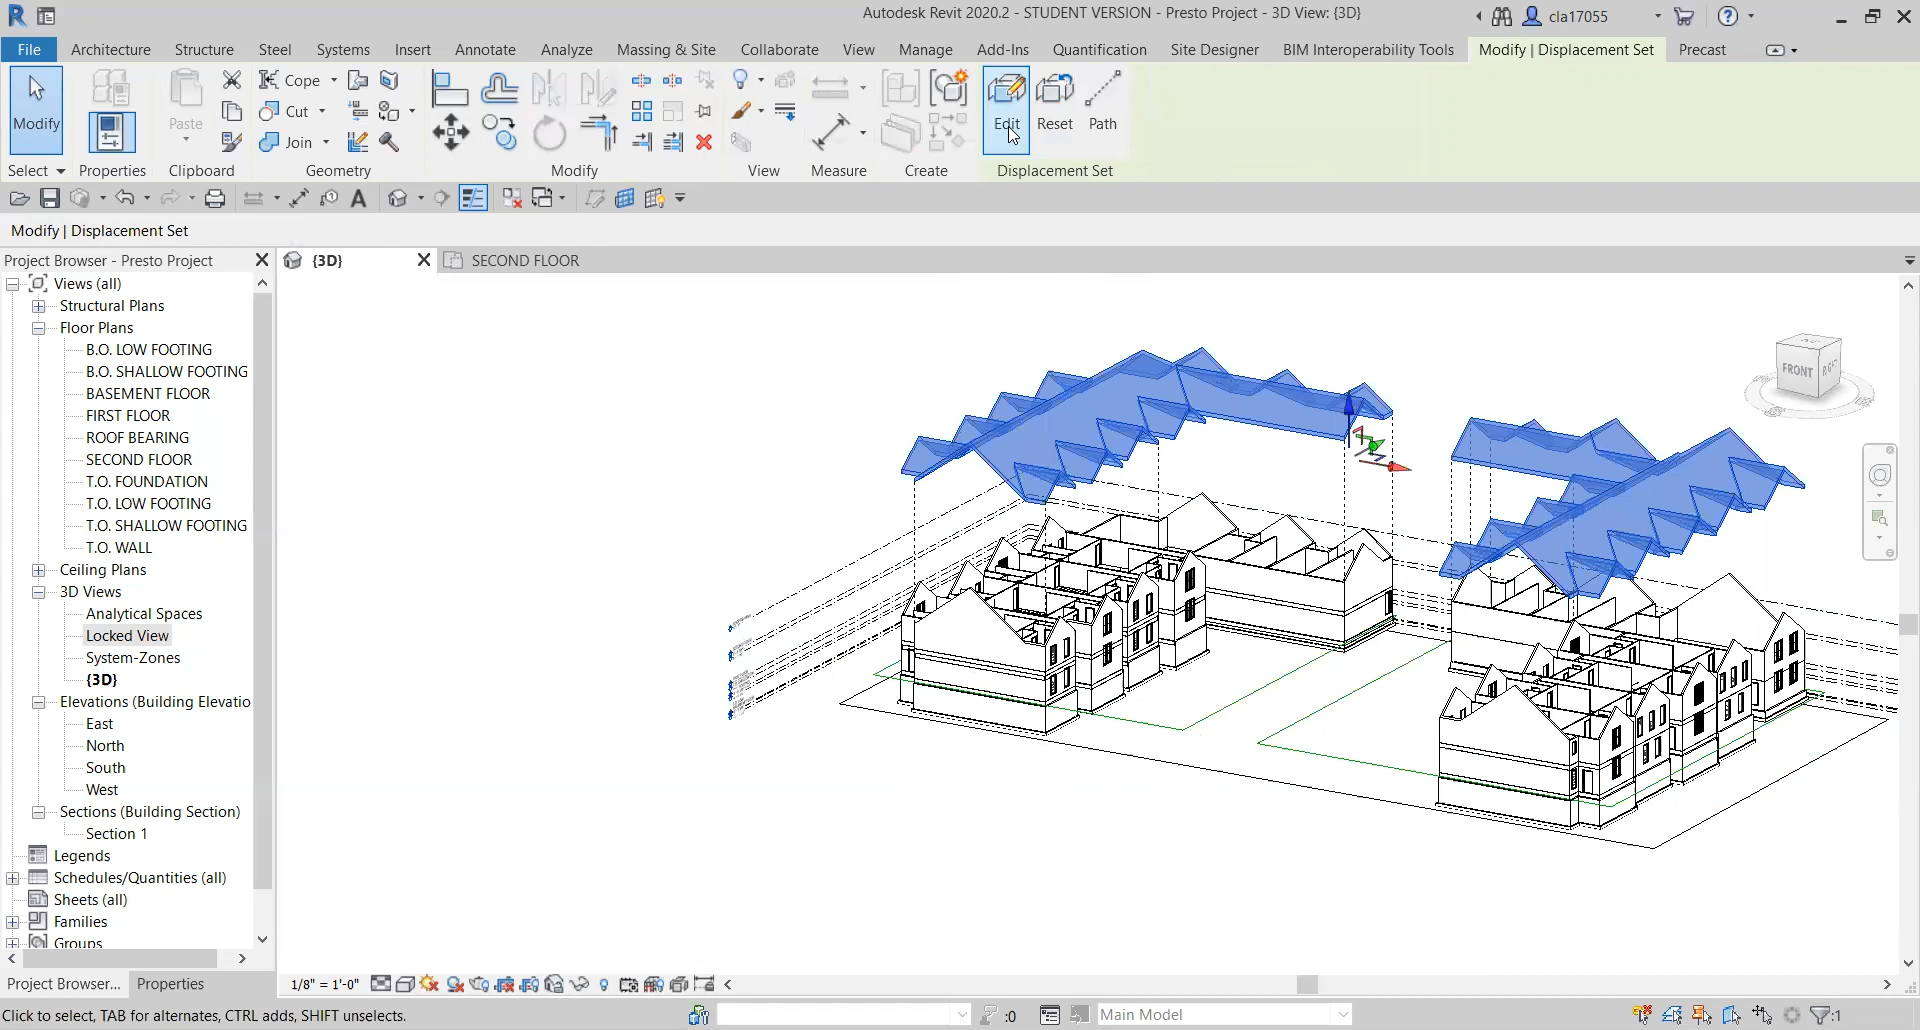 Autodesk Revit 2020.2 - STUDENT VERSION - Presto Project - 3D View: {3D}
cla17055
File Architecture Structure Steel Systems Insert Annotate Analyze Massing & Site Collaborate View Manage Add-Ins Quantification Site Designer BIM Interoperability Tools Modify | Displacement Set Precast
Cope
Modify
Paste
Cut
Join
Edit
Reset
Path
Select
Properties
Clipboard
Geometry
Modify
View
Measure
Create
Displacement Set
Modify | Displacement Set
Project Browser - Presto Project
{3D}
SECOND FLOOR
Views (all)
Structural Plans
Floor Plans
B.O. LOW FOOTING
B.O. SHALLOW FOOTING
BASEMENT FLOOR
FIRST FLOOR
ROOF BEARING
SECOND FLOOR
T.O. FOUNDATION
T.O. LOW FOOTING
T.O. SHALLOW FOOTING
T.O. WALL
Ceiling Plans
3D Views
Analytical Spaces
Locked View
System-Zones
{3D}
Elevations (Building Elevatio
East
North
South
West
Sections (Building Section)
Section 1
Legends
Schedules/Quantities (all)
Sheets (all)
Families
Groups
FRONT
Project Browser...
Properties
1/8" = 1'-0"
Click to select, TAB for alternates, CTRL adds, SHIFT unselects.
:0
Main Model
:1